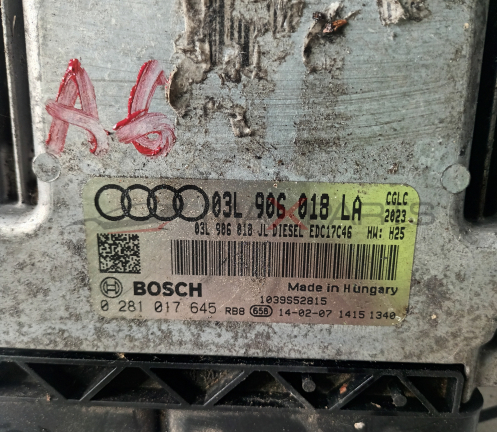 A6
03L 906 018 LA
CGLC
2023
03L 906 018 JL DIESEL EDC17C46 HW: H25
BOSCH
Made in Hungary
1039S52815
0 281 017 645 RB8 658 14-02-07 1415 1340